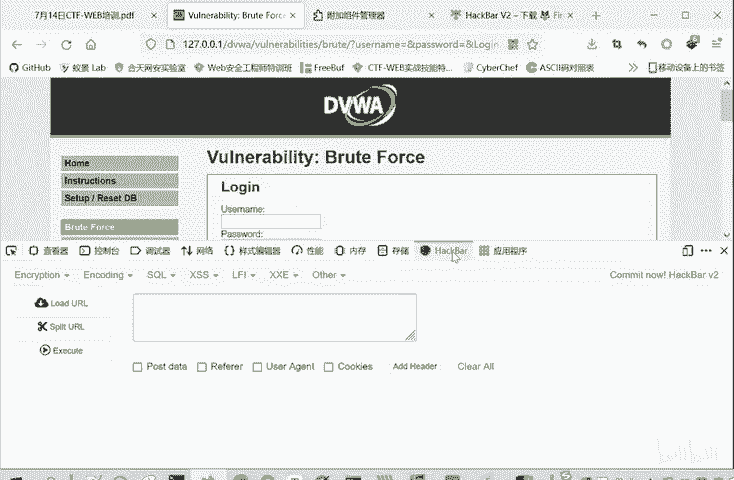 7月14日CTF-WEB培训.pdf
Vulnerability: Brute Force
附加组件管理器
HackBar V2 – 下载 🦊 Fir
127.0.0.1/dvwa/vulnerabilities/brute/?username=&password=&Login
GitHub 蚁景 Lab 合天网安实验室 Web安全工程师特训班 FreeBuf CTF-WEB实战技能特... CyberChef ASCII码对照表 移动设备上的书签
DVWA
Home
Instructions
Setup / Reset DB
Brute Force
Vulnerability: Brute Force
Login
Username:
Password:
查看器 控制台 调试器 网络 样式编辑器 性能 内存 存储 HackBar 应用程序
Encryption Encoding SQL XSS LFI XXE Other Commit now! HackBar v2
Load URL
Split URL
Execute
Post data Referer User Agent Cookies Add Header Clear All
bilibili